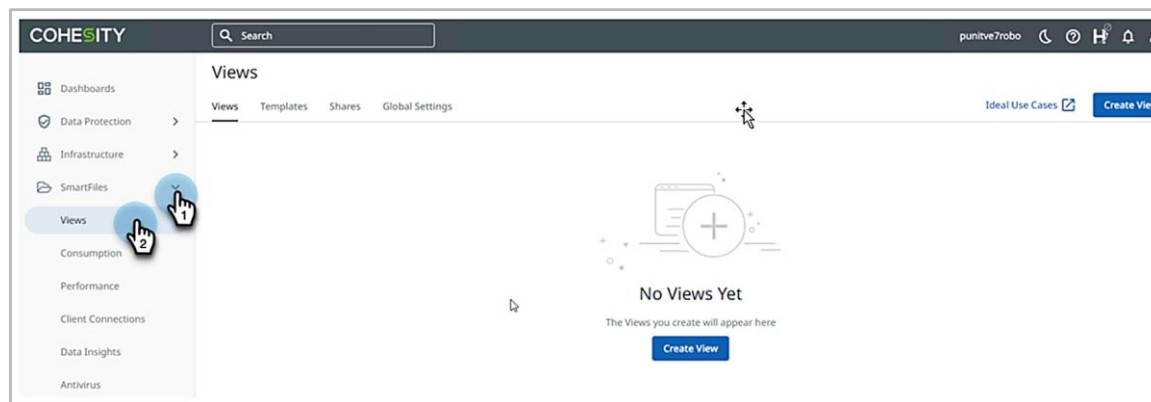 COHESITY
Search
punitve7robo
Views
Views Templates Shares Global Settings
Ideal Use Cases
Create Vie
Dashboards
Data Protection
Infrastructure
SmartFiles
1
Views
2
Consumption
Performance
Client Connections
Data Insights
Antivirus
No Views Yet
The Views you create will appear here
Create View